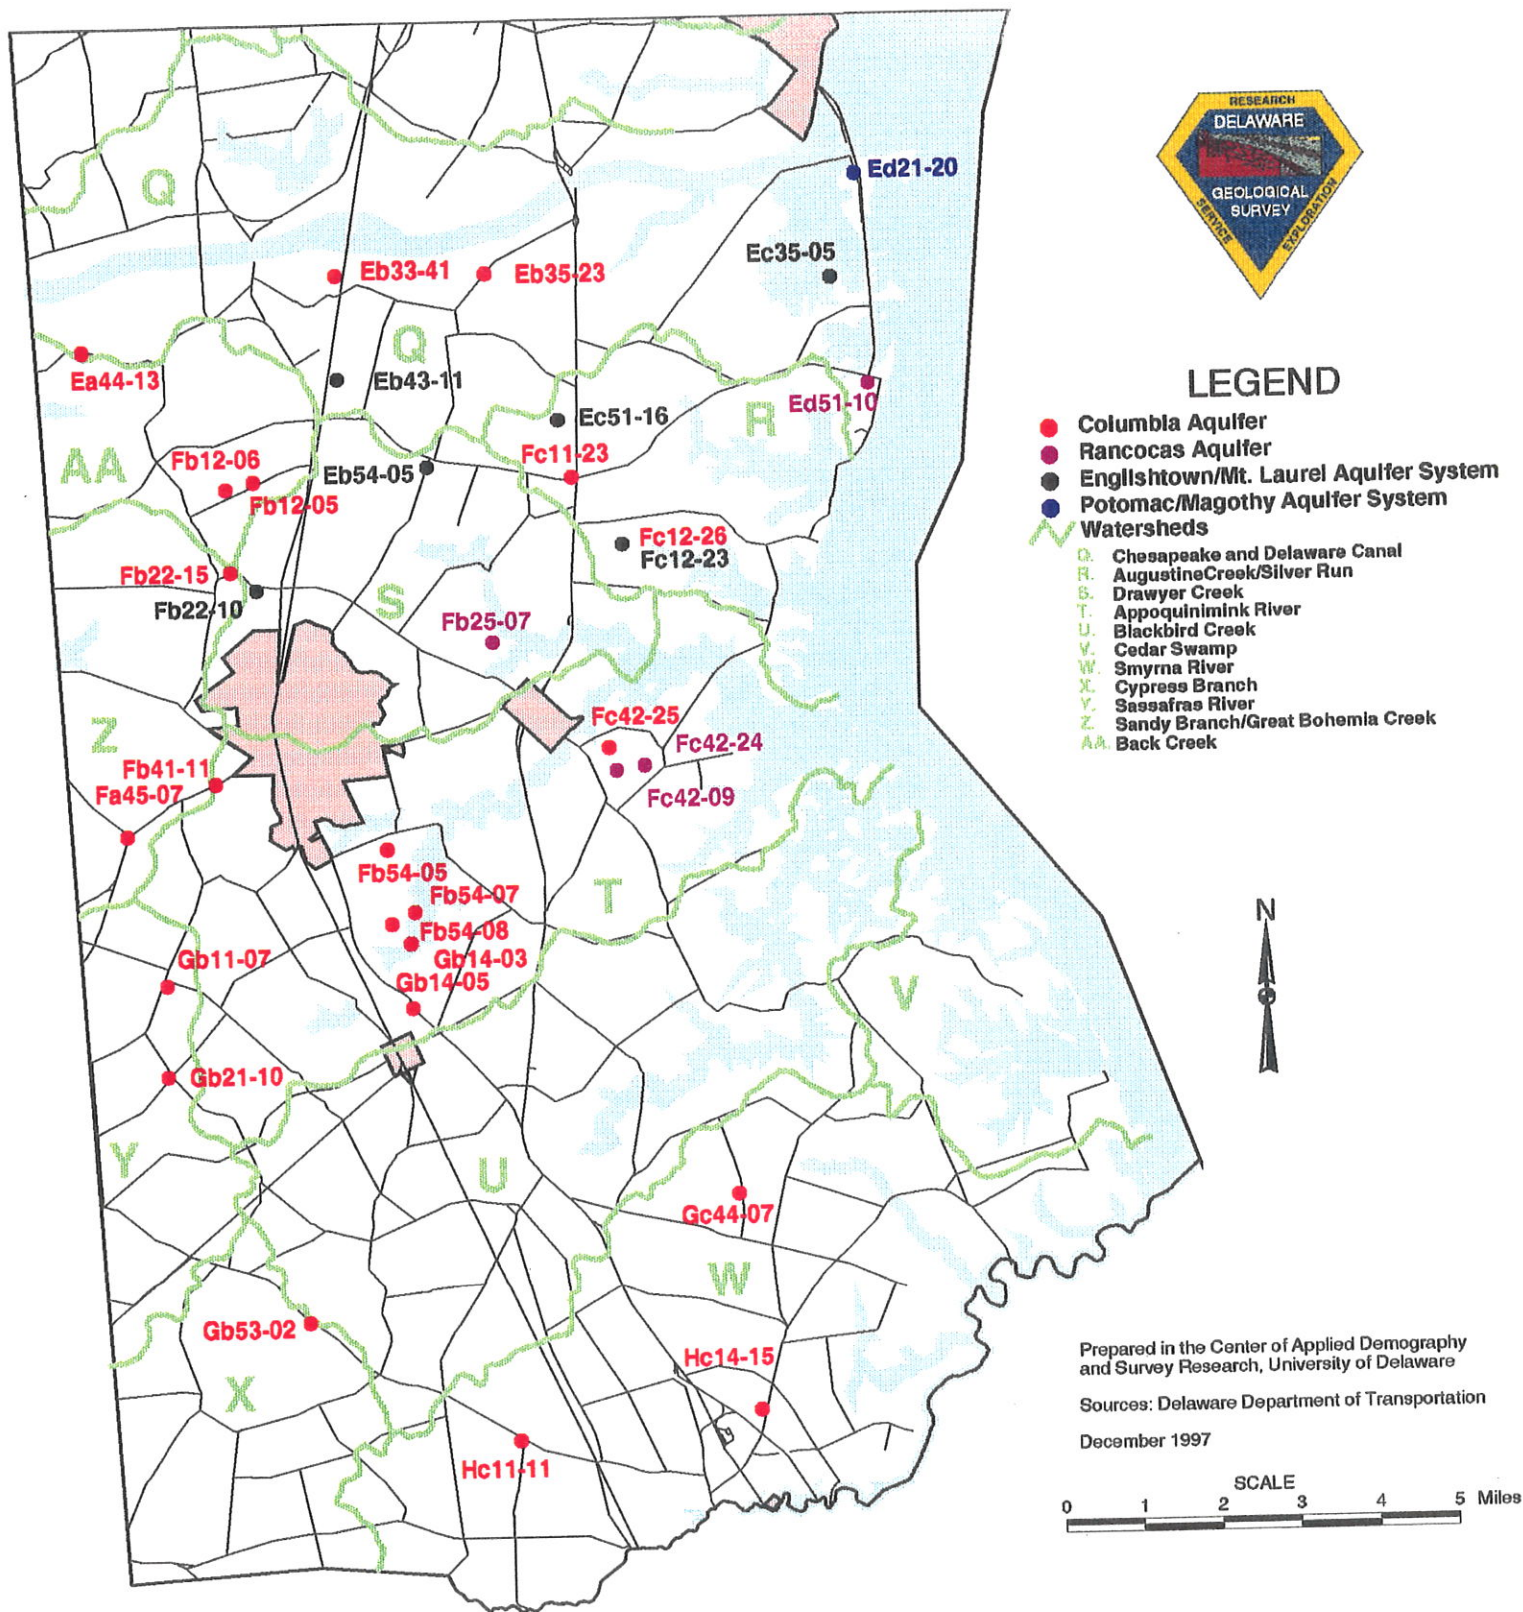 RESEARCH
DELAWARE
GEOLOGICAL
SURVEY
SERVICE
EXPLORATION
Q
Ed21-20
Ec35-05
Eb33-41
Eb35-23
Q
Ea44-13
Eb43-11
Ed51-10
Ec51-16
R
AA
Fb12-06
Fc11-23
Eb54-05
Fb12-05
Fc12-26
Fc12-23
Fb22-15
Fb22-10
S
Fb25-07
Fc42-25
Z
Fc42-24
Fb41-11
Fa45-07
Fc42-09
Fb54-05
Fb54-07
T
Fb54-08
Gb14-03
Gb11-07
Gb14-05
V
Gb21-10
Y
U
Gc44-07
W
Gb53-02
Hc14-15
X
Hc11-11
LEGEND
Columbia Aquifer
Rancocas Aquifer
Englishtown/Mt. Laurel Aquifer System
Potomac/Magothy Aquifer System
Watersheds
Q. Chesapeake and Delaware Canal
R. AugustineCreek/Silver Run
S. Drawyer Creek
T. Appoquinimink River
U. Blackbird Creek
V. Cedar Swamp
W. Smyrna River
X. Cypress Branch
Y. Sassafras River
Z. Sandy Branch/Great Bohemia Creek
AA. Back Creek
N
Prepared in the Center of Applied Demography
and Survey Research, University of Delaware
Sources: Delaware Department of Transportation
December 1997
SCALE
0 1 2 3 4 5 Miles